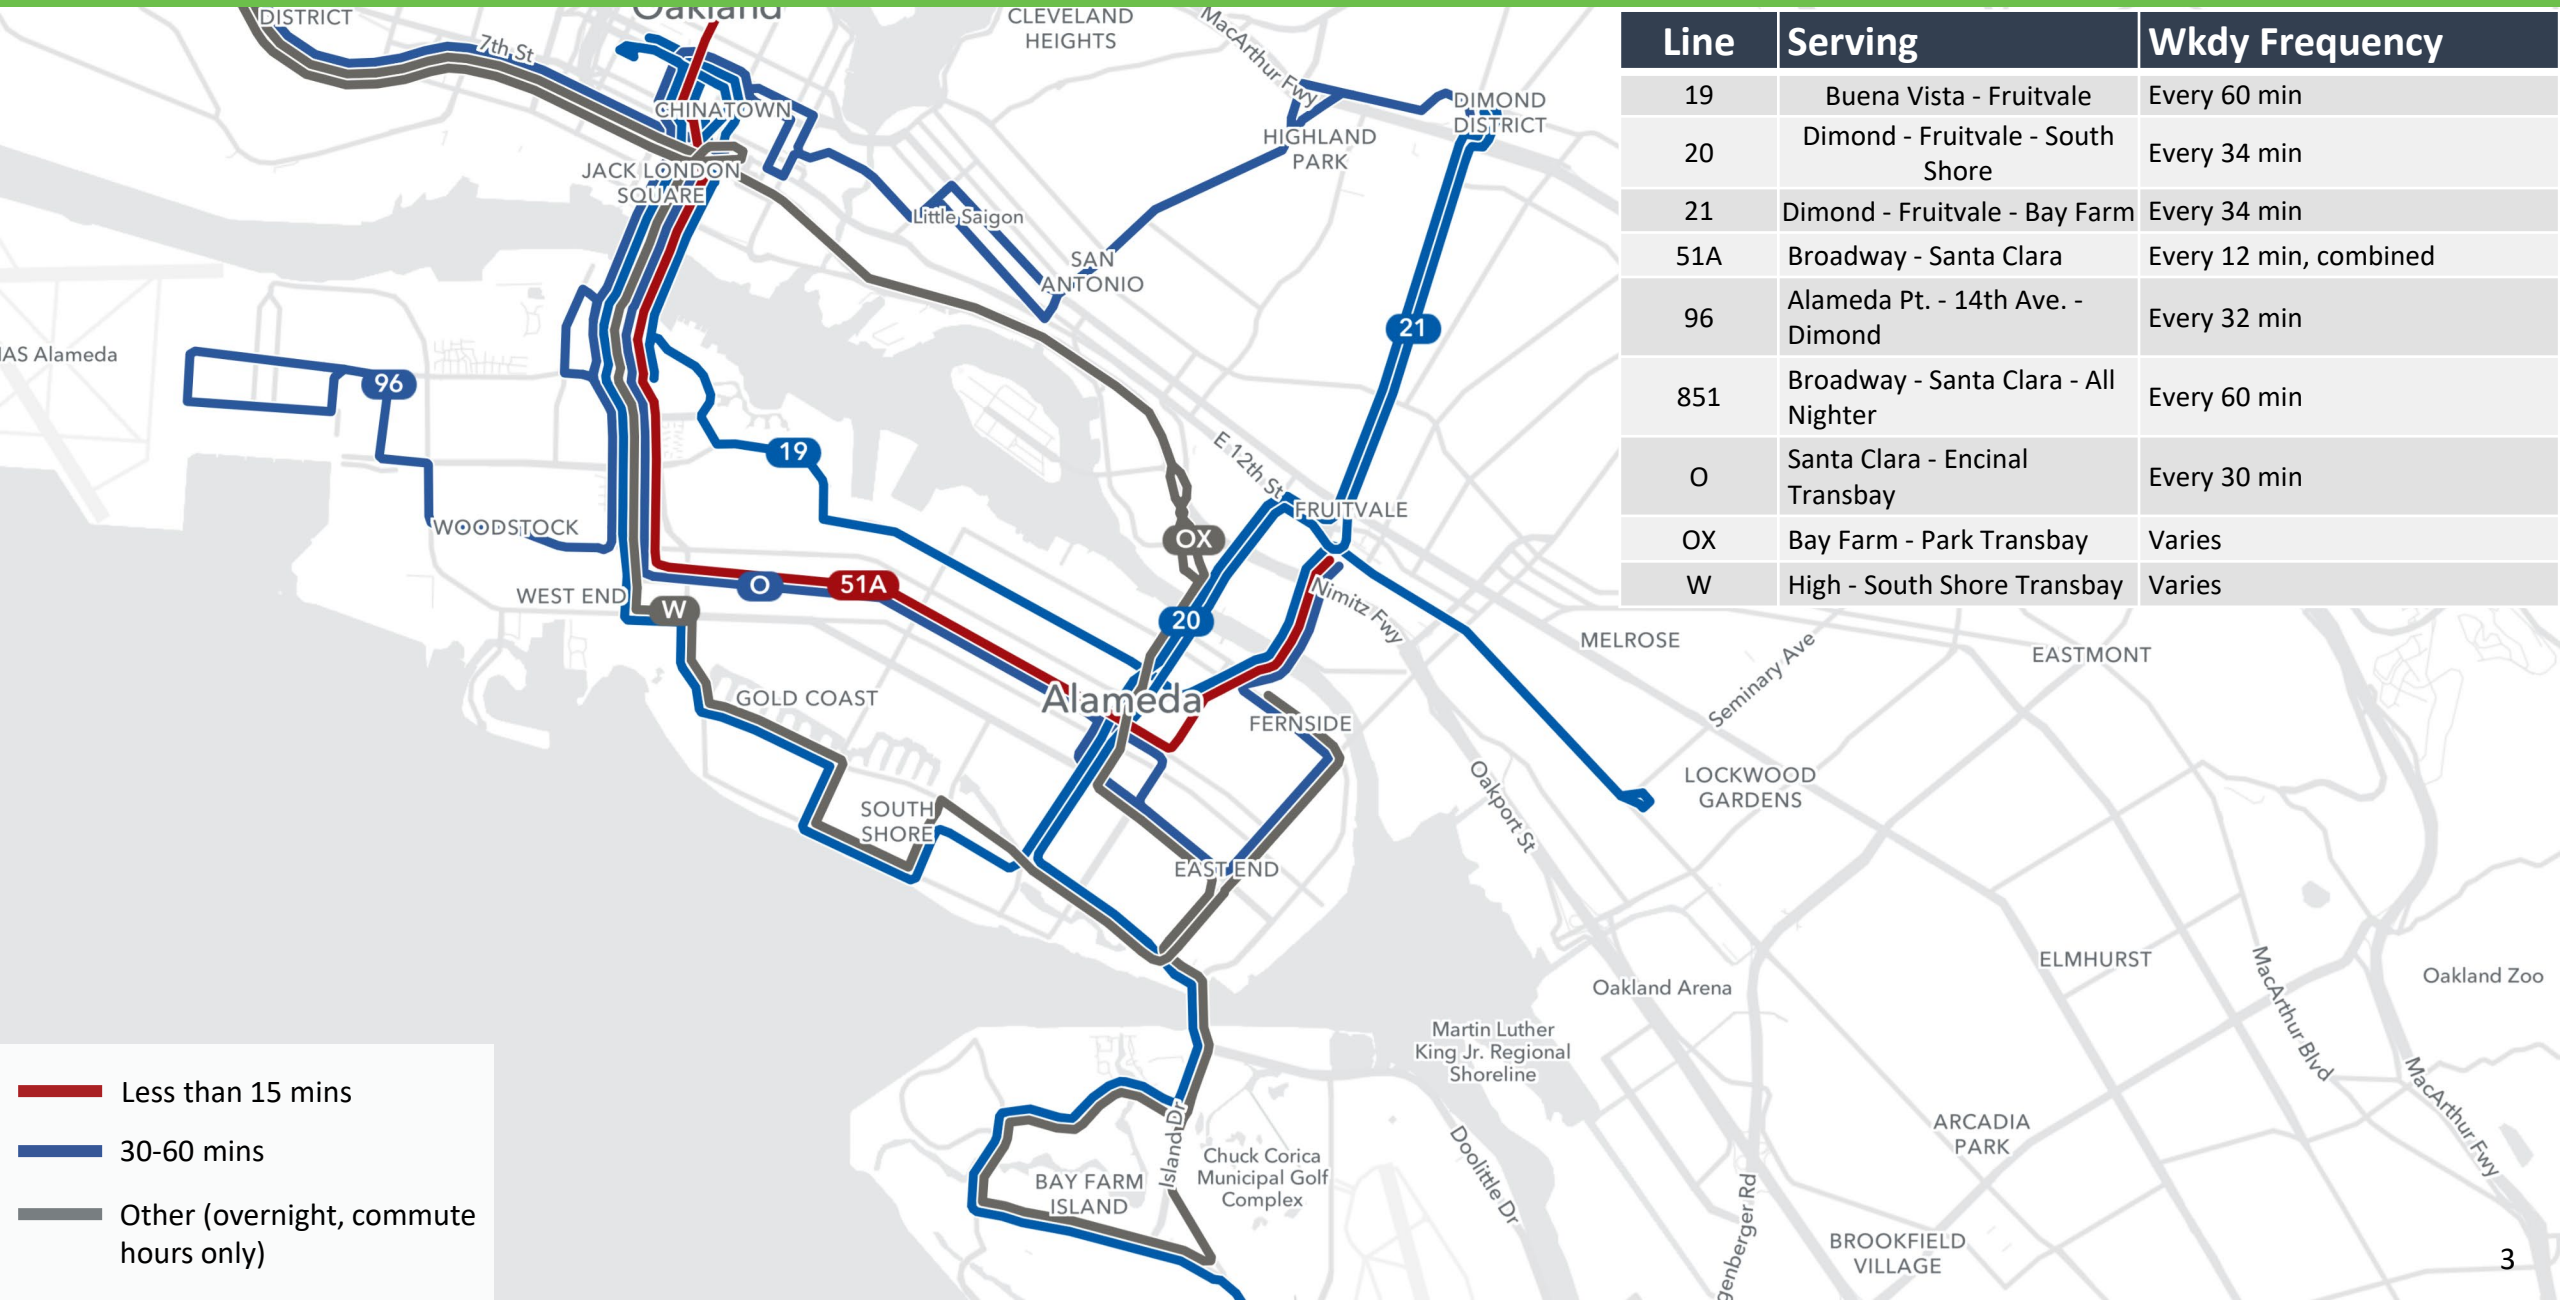 Line Serving Wkdy Frequency
19 Buena Vista - Fruitvale Every 60 min
20 Dimond - Fruitvale - South
Shore Every 34 min
21 Dimond - Fruitvale - Bay Farm Every 34 min
51A Broadway - Santa Clara Every 12 min, combined
96 Alameda Pt. - 14th Ave. -
Dimond Every 32 min
851 Broadway - Santa Clara - All
Nighter Every 60 min
O Santa Clara - Encinal
Transbay Every 30 min
OX Bay Farm - Park Transbay Varies
W High - South Shore Transbay Varies
DISTRICT
Oakland
CLEVELAND
HEIGHTS
MacArthur Fwy
7th St
CHINATOWN
DIMOND
DISTRICT
HIGHLAND
PARK
JACK LONDON
SQUARE
Little Saigon
SAN
ANTONIO
21
NAS Alameda
96
19
E 12th St
FRUITVALE
WOODSTOCK
OX
WEST END
O
51A
W
20
Nimitz Fwy
MELROSE
Seminary Ave
EASTMONT
GOLD COAST
Alameda
FERNSIDE
LOCKWOOD
GARDENS
Oakport St
SOUTH
SHORE
EAST END
ELMHURST
MacArthur Blvd
Oakland Zoo
Oakland Arena
Martin Luther
King Jr. Regional
Shoreline
MacArthur Fwy
Island Dr
Chuck Corica
Municipal Golf
Complex
Doolittle Dr
ARCADIA
PARK
BAY FARM
ISLAND
genberger Rd
BROOKFIELD
VILLAGE
Less than 15 mins
30-60 mins
Other (overnight, commute
hours only)
3